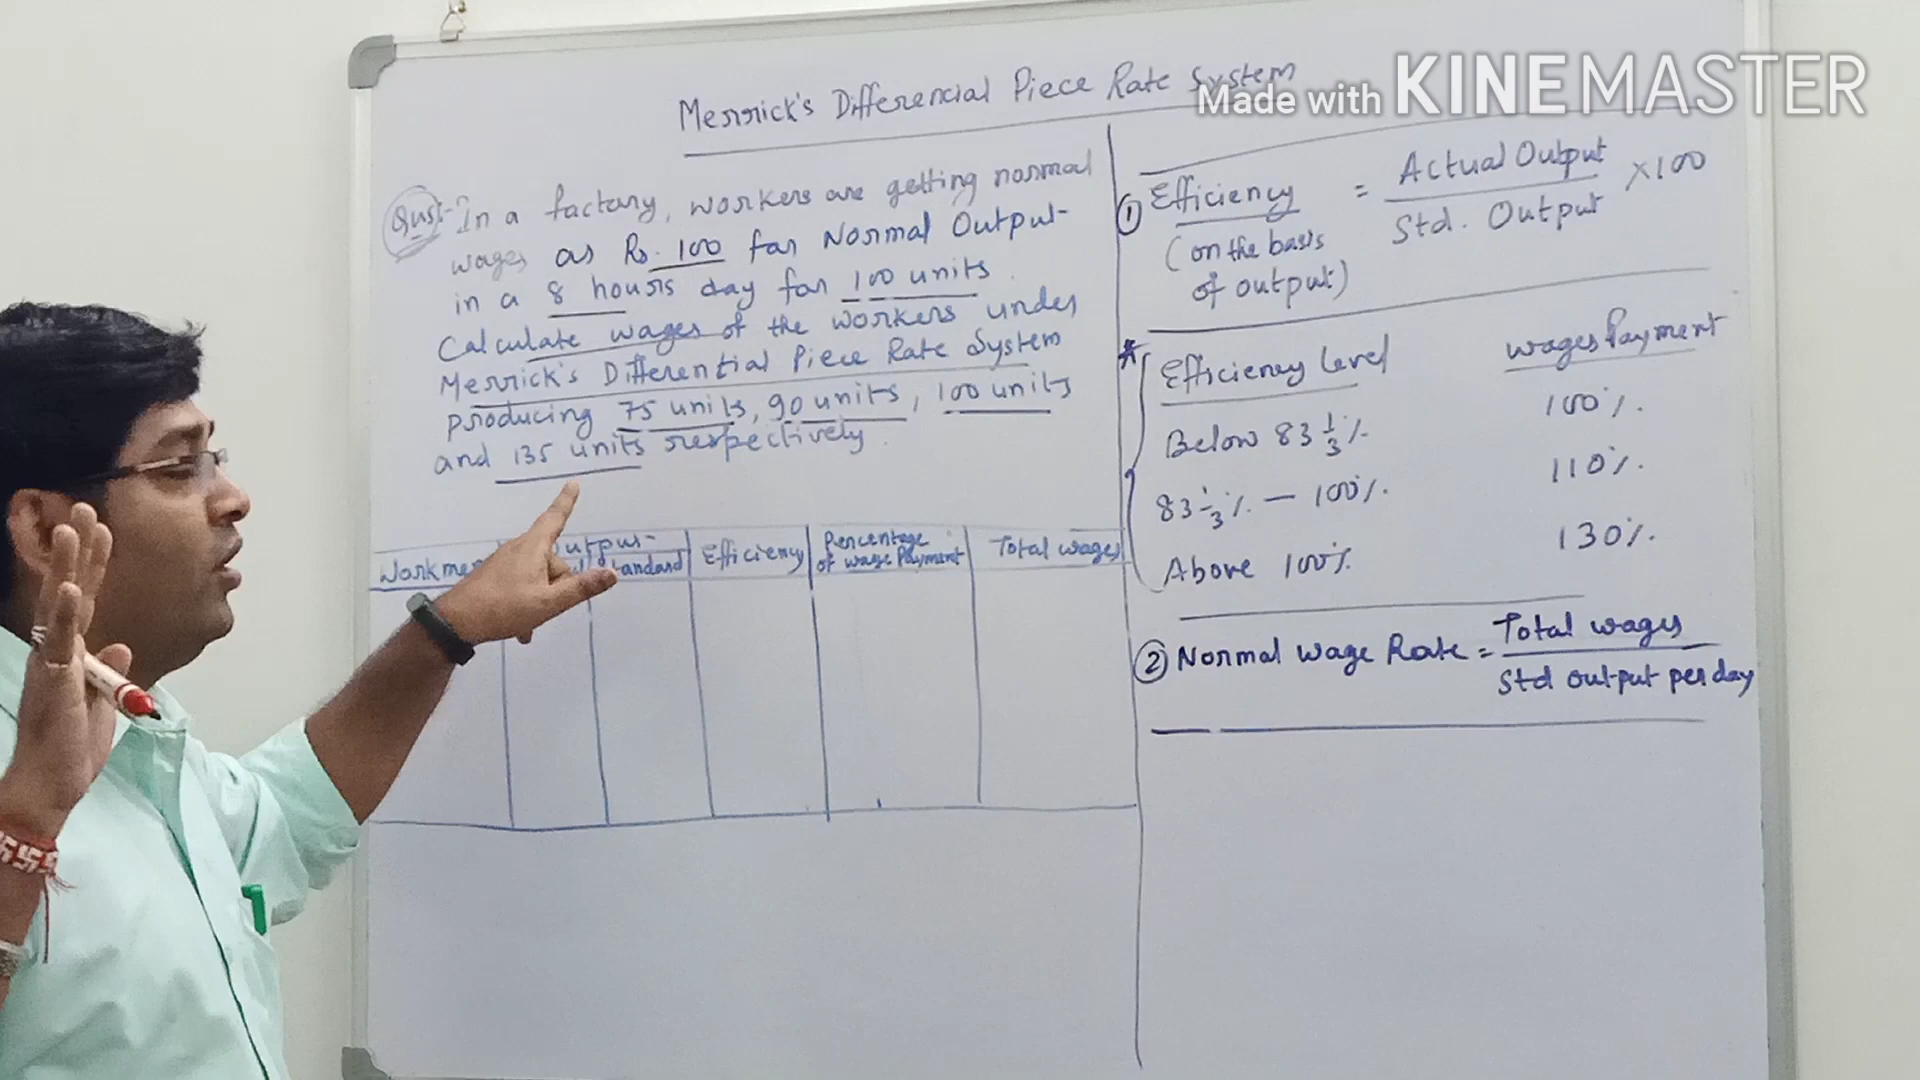 Merrick's Differencial Piece Rate System
Made with KINEMASTER
Qus:- In a factory, workers are getting normal
wages as Rs. 100 for Normal Output
in a 8 hours day for 100 units.
Calculate wages of the workers under
Merrick's Differential Piece Rate System
producing 75 units, 90 units, 100 units
and 135 units respectively.
Workmen
Output
Standard
Efficieny
Percentage
of wage Payment
Total wages
① Efficiency = Actual Output / Std. Output × 100
(on the basis
of output)
* Efficieny Level Wages Payment
Below 83 1/3 % 100%.
83 1/3 % — 100%. 110%.
Above 100%. 130%.
② Normal Wage Rate = Total wages / Std output per day